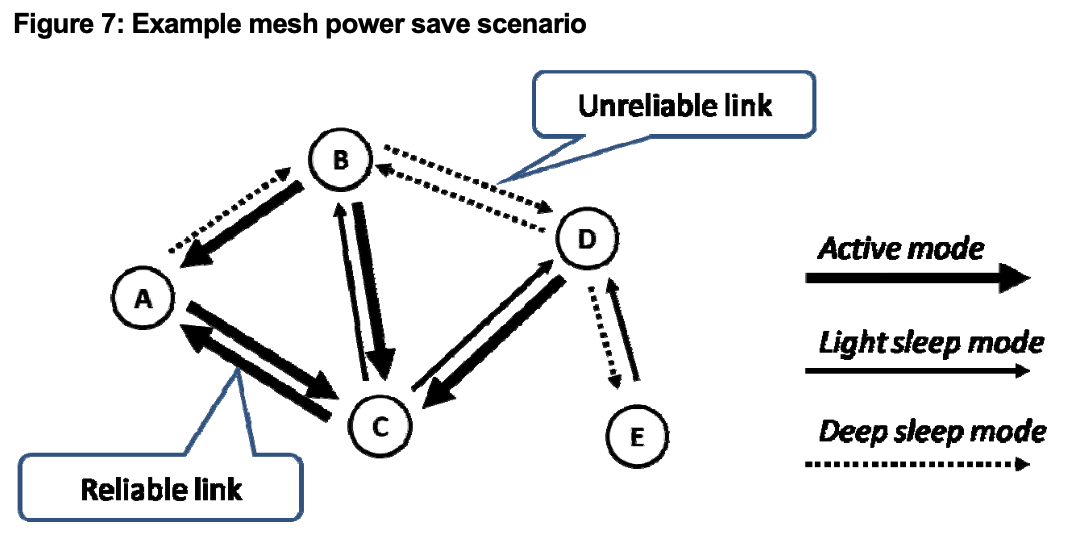 Figure 7: Example mesh power save scenario
Unreliable link
B
D
Active mode
A
Light sleep mode
C
E
Deep sleep mode
Reliable link